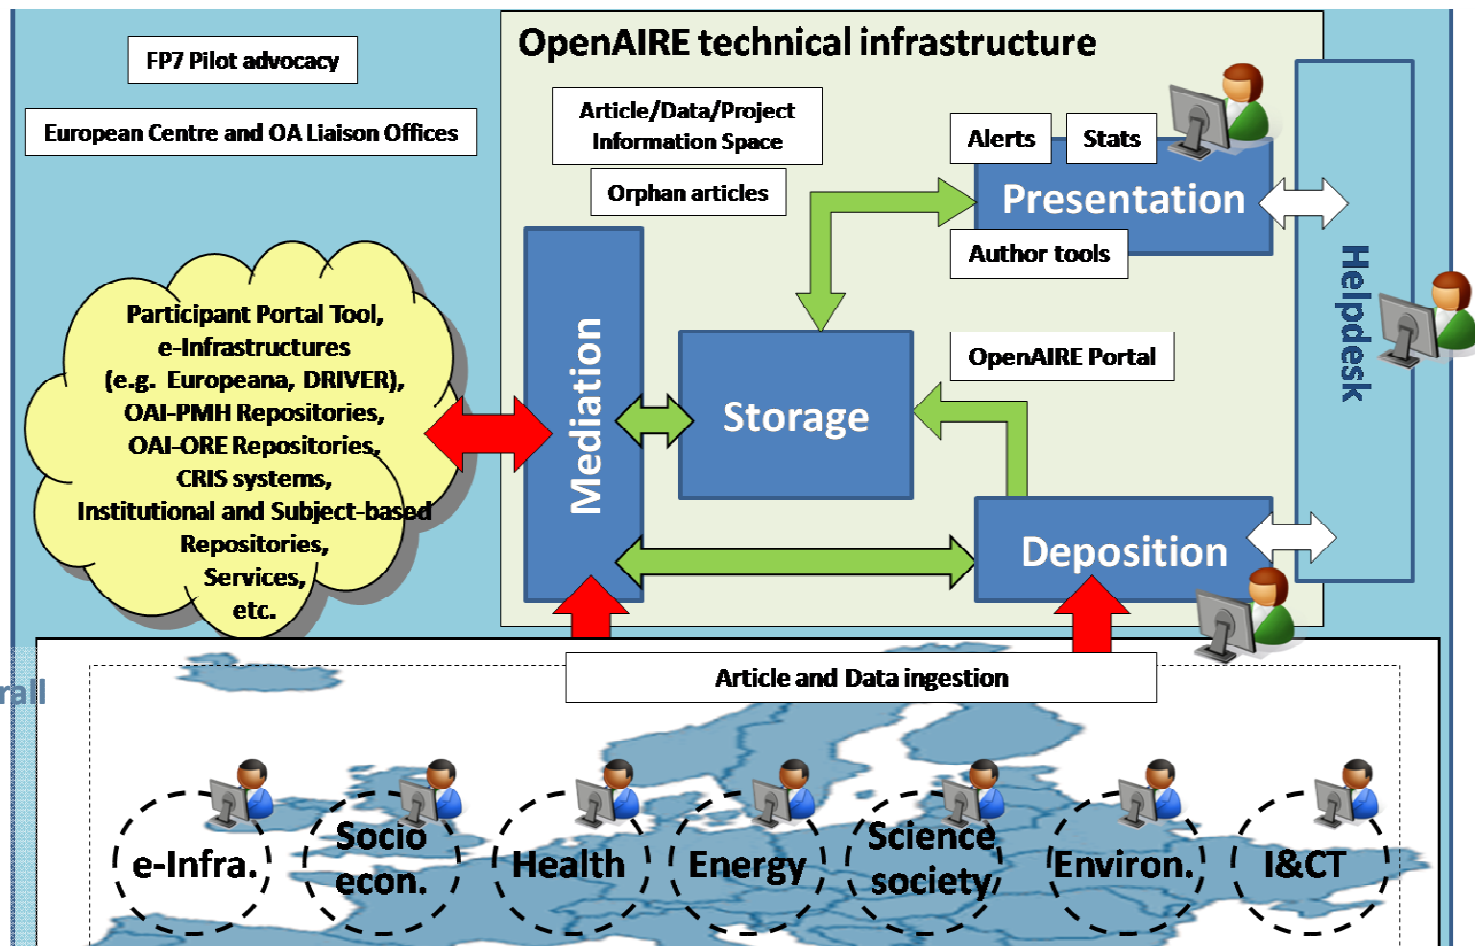 OpenAIRE technical infrastructure
FP7 Pilot advocacy
European Centre and OA Liaison Offices
Article/Data/Project
Information Space
Orphan articles
Alerts
Stats
Presentation
Author tools
Helpdesk
Participant Portal Tool,
e-Infrastructures
(e.g. Europeana, DRIVER),
OAI-PMH Repositories,
OAI-ORE Repositories,
CRIS systems,
Institutional and Subject-based
Repositories,
Services,
etc.
Mediation
Storage
OpenAIRE Portal
Deposition
Article and Data ingestion
rall
e-Infra.
Socio
econ.
Health
Energy
Science
society
Environ.
I&CT